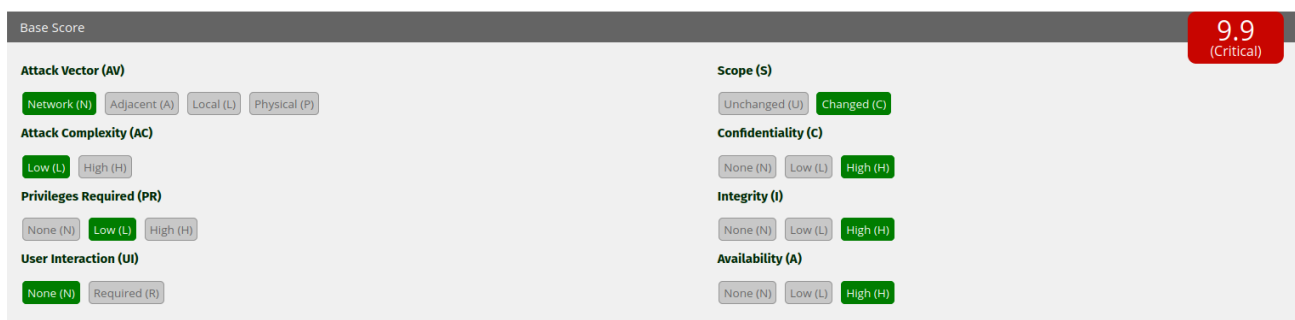 Base Score
9.9
(Critical)
Attack Vector (AV)
Network (N) Adjacent (A) Local (L) Physical (P)
Attack Complexity (AC)
Low (L) High (H)
Privileges Required (PR)
None (N) Low (L) High (H)
User Interaction (UI)
None (N) Required (R)
Scope (S)
Unchanged (U) Changed (C)
Confidentiality (C)
None (N) Low (L) High (H)
Integrity (I)
None (N) Low (L) High (H)
Availability (A)
None (N) Low (L) High (H)